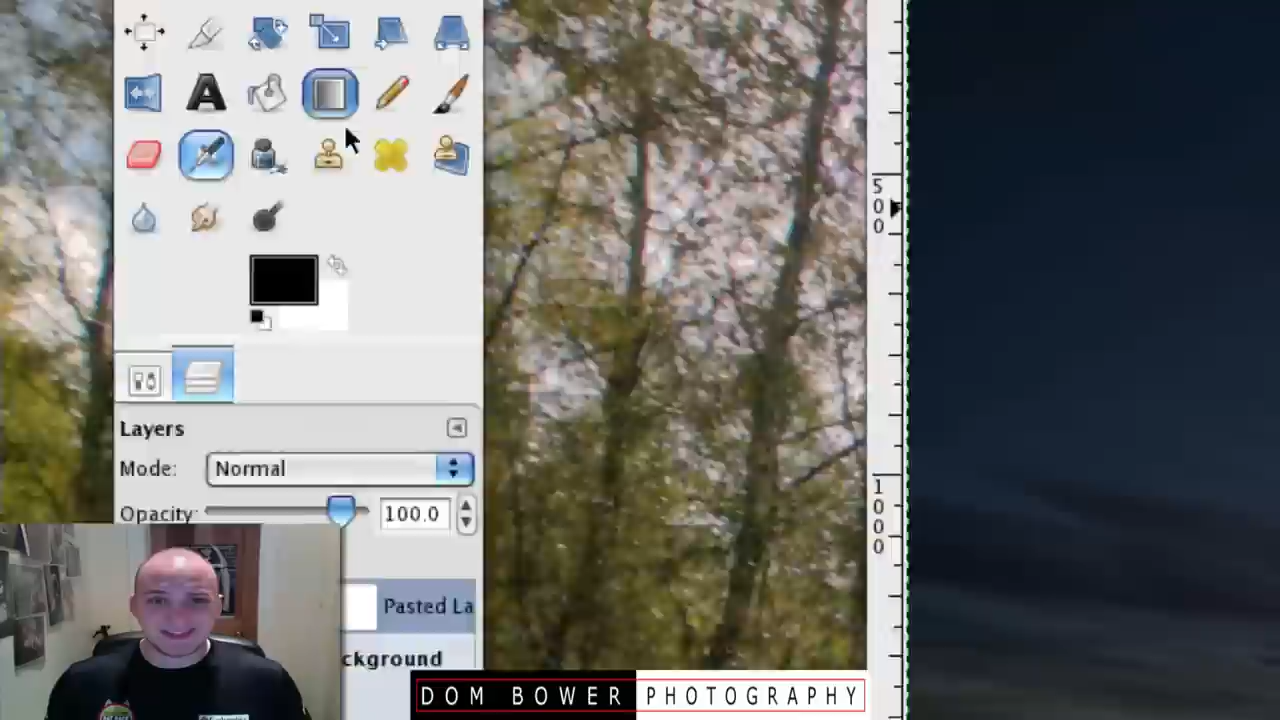 A
500
Layers
Mode: Normal
Opacity: 100.0
1000
Pasted La
ckground
DOM BOWER PHOTOGRAPHY